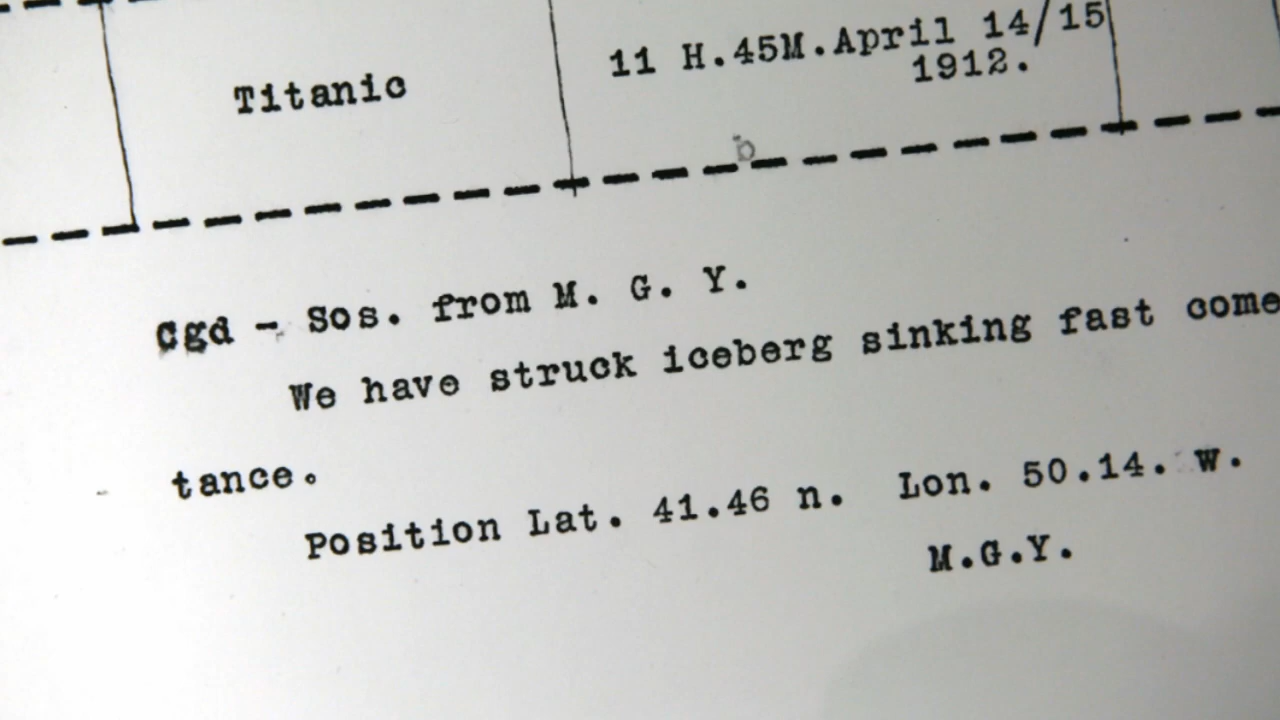 Titanic
11 H.45M.April 14/15
1912.
Cgd - Sos. from M. G. Y.
We have struck iceberg sinking fast come
tance.
Position Lat. 41.46 n. Lon. 50.14. w.
M.G.Y.